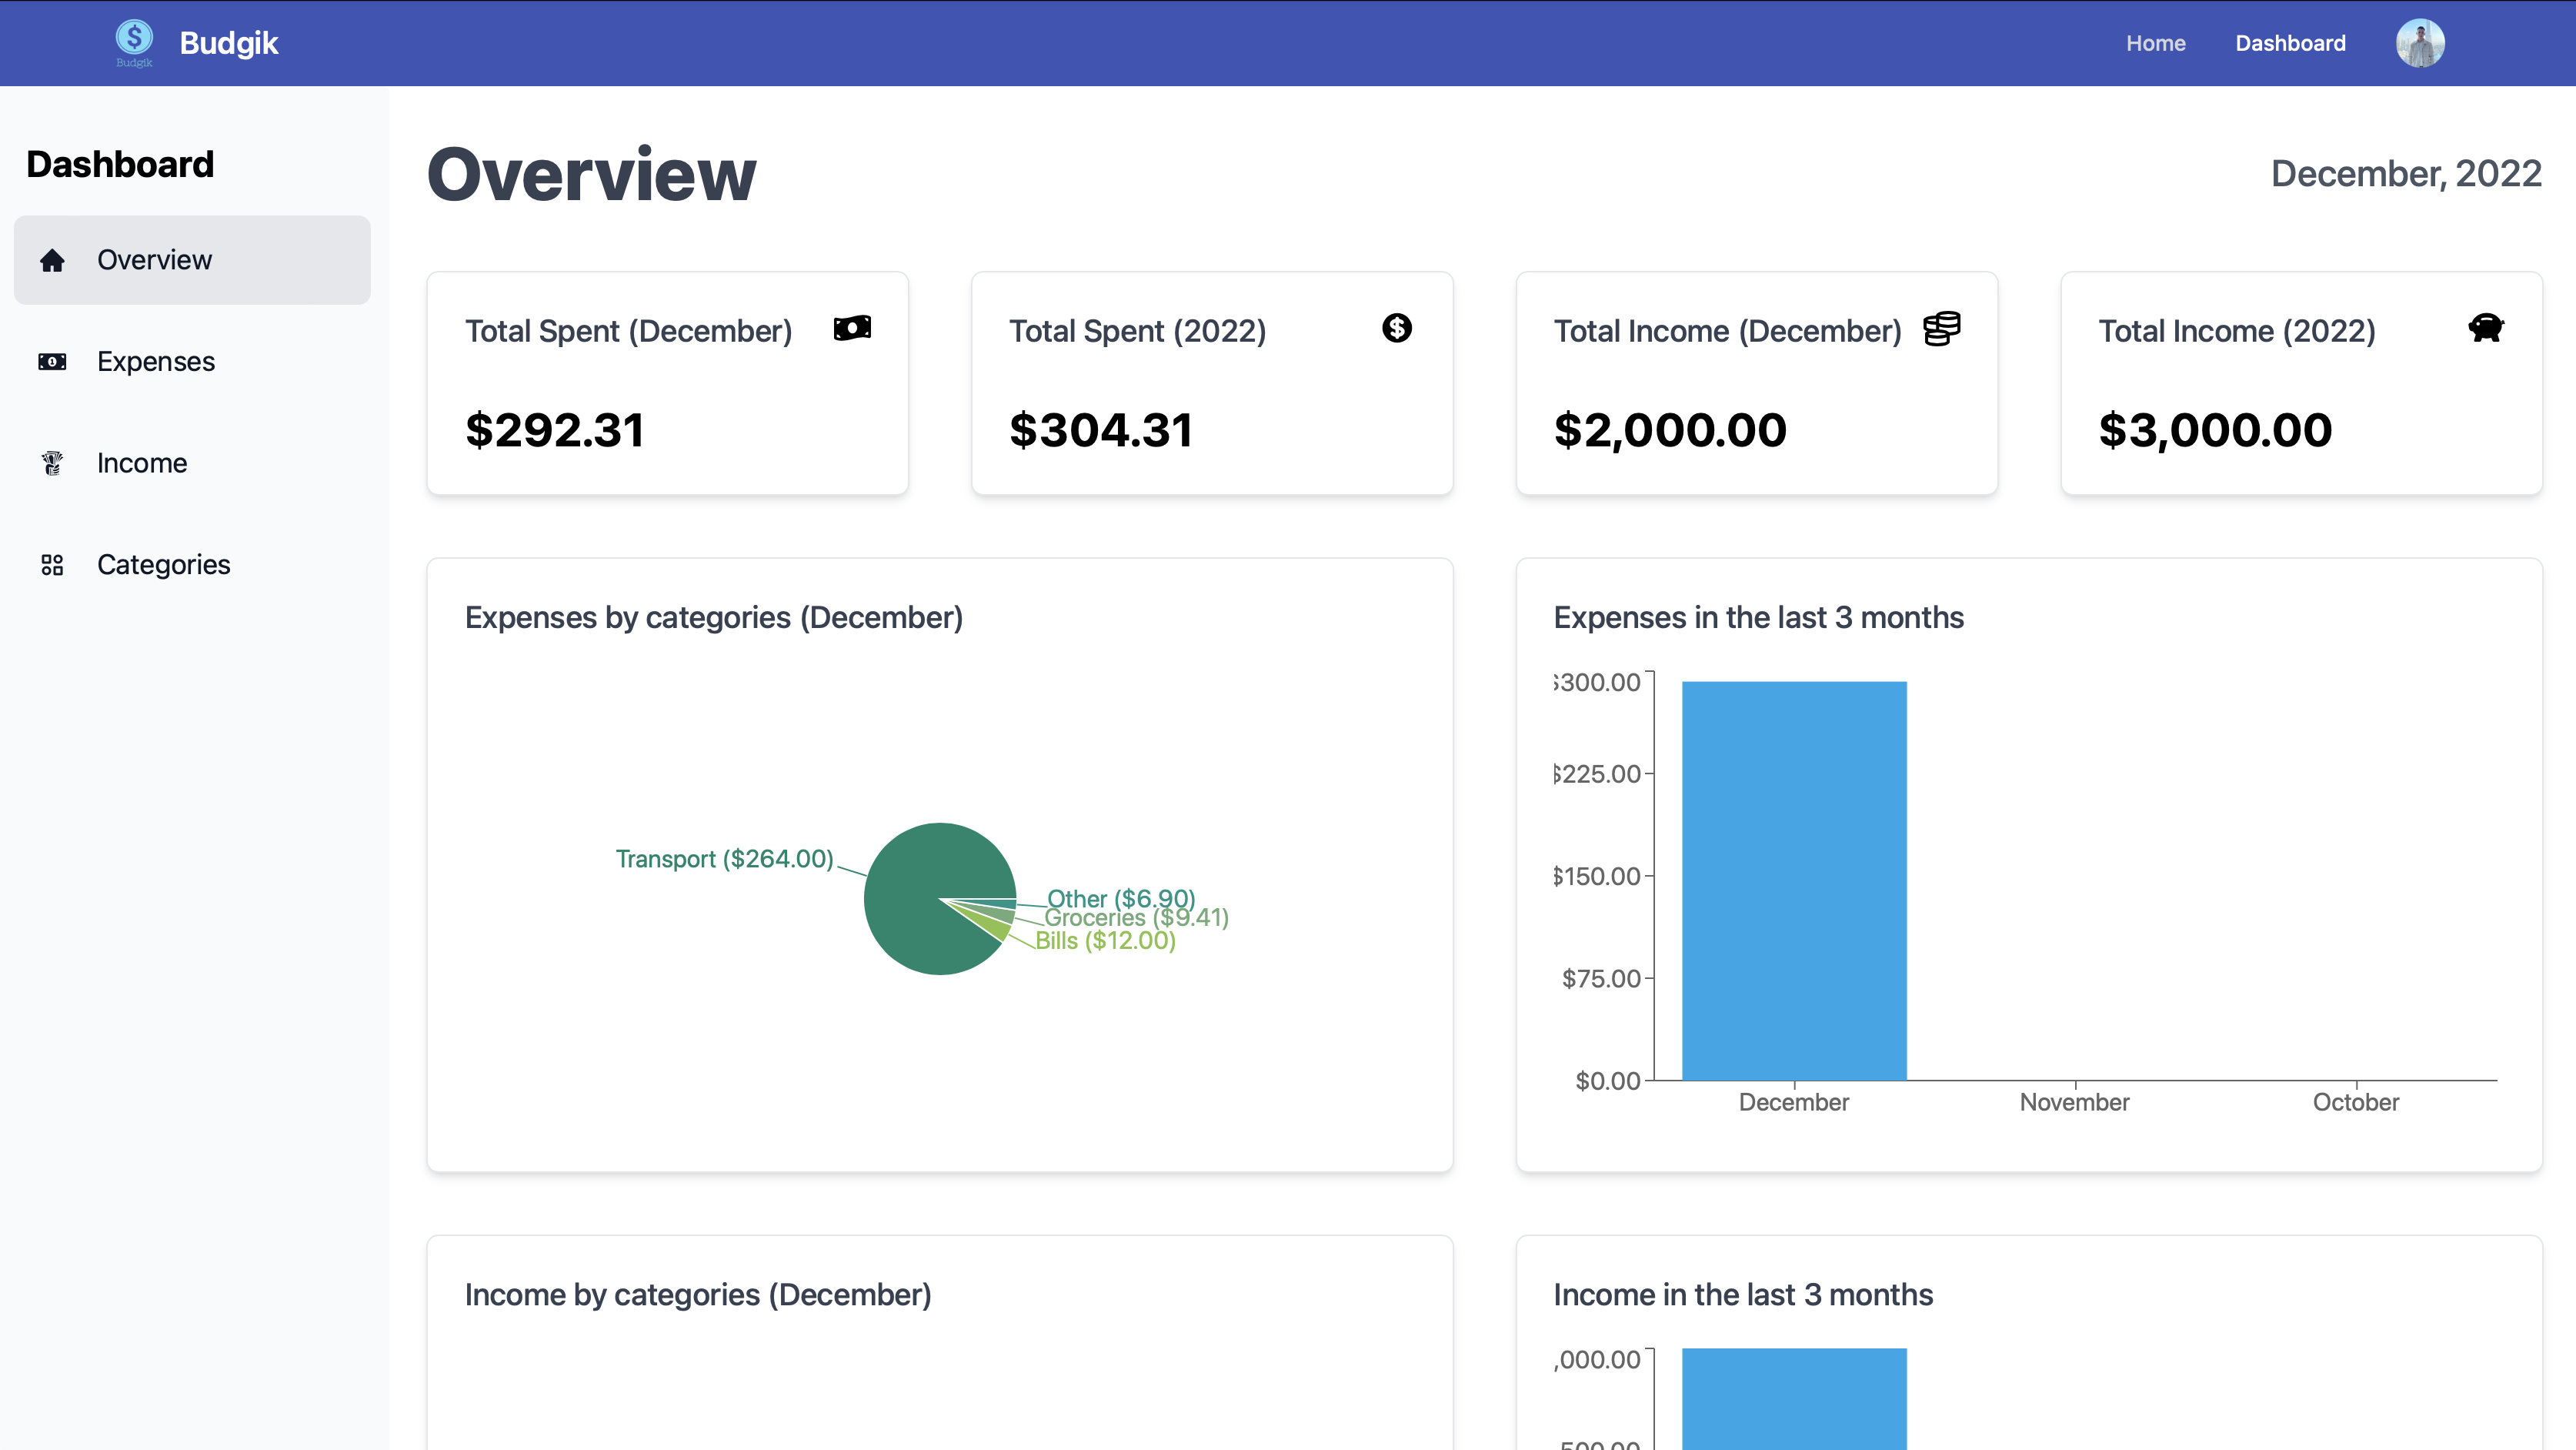 Budgik
Budgik
Home
Dashboard
Dashboard
Overview
Expenses
Income
Categories
Overview
December, 2022
Total Spent (December)
$292.31
Total Spent (2022)
$304.31
Total Income (December)
$2,000.00
Total Income (2022)
$3,000.00
Expenses by categories (December)
Transport ($264.00)
Other ($6.90)
Groceries ($9.41)
Bills ($12.00)
Expenses in the last 3 months
$300.00
$225.00
$150.00
$75.00
$0.00
December
November
October
Income by categories (December)
Income in the last 3 months
,000.00